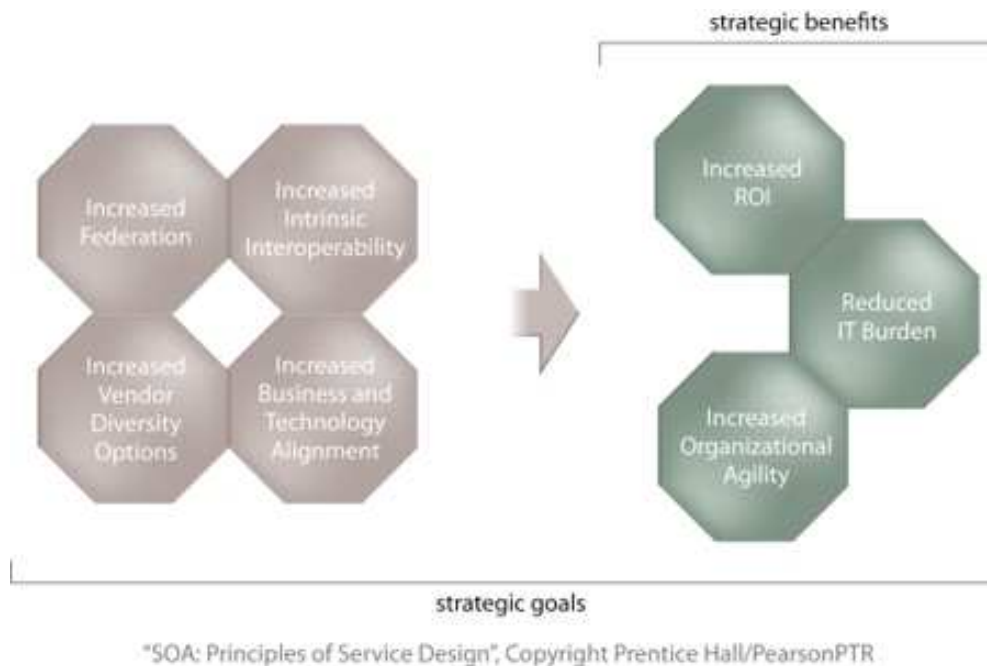 strategic benefits
Increased
Federation
Increased
Intrinsic
Interoperability
Increased
Vendor
Diversity
Options
Increased
Business and
Technology
Alignment
Increased
ROI
Reduced
IT Burden
Increased
Organizational
Agility
strategic goals
"SOA: Principles of Service Design", Copyright Prentice Hall/PearsonPTR